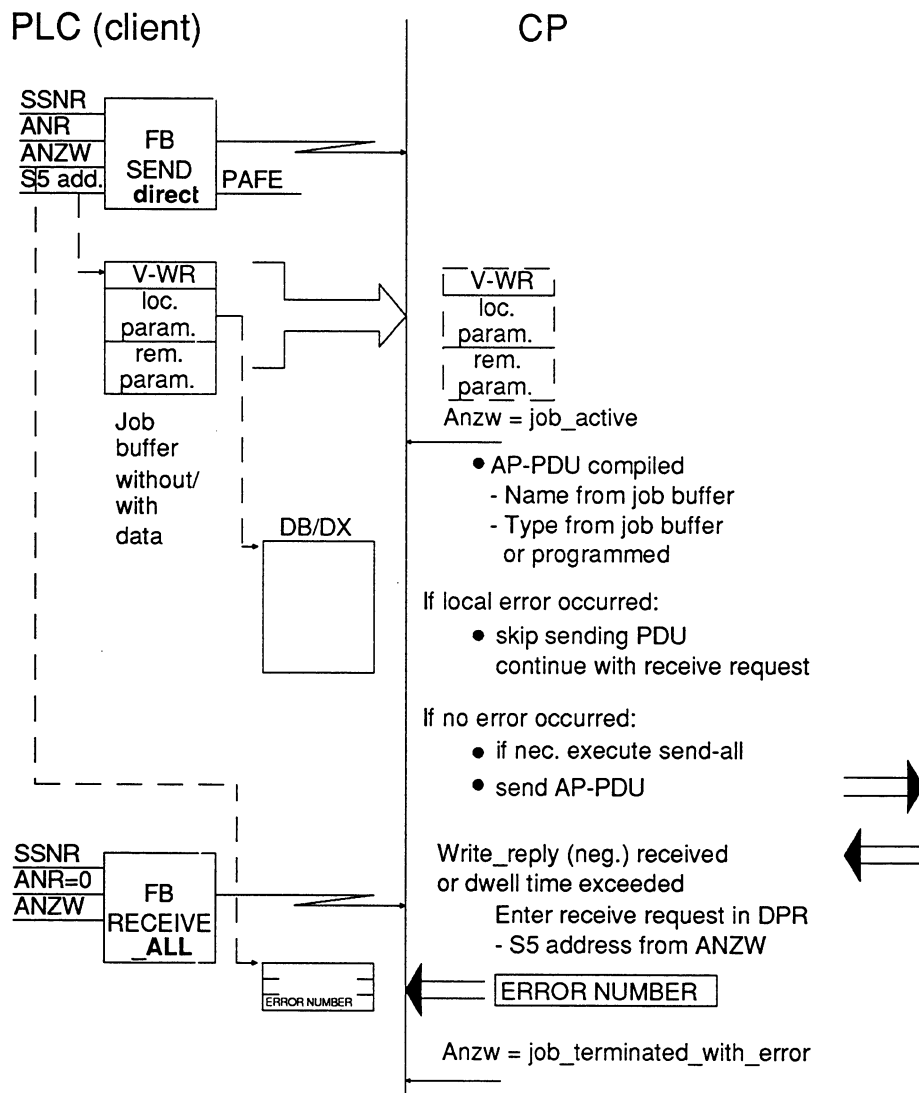 PLC (client)
CP
SSNR
ANR
ANZW
S5 add.
FB
SEND
direct
PAFE
V-WR
loc.
param.
rem.
param.
Job
buffer
without/
with
data
DB/DX
V-WR
loc.
param.
rem.
param.
Anzw = job_active
● AP-PDU compiled
- Name from job buffer
- Type from job buffer
or programmed
If local error occurred:
● skip sending PDU
continue with receive request
If no error occurred:
● if nec. execute send-all
● send AP-PDU
SSNR
ANR=0
ANZW
FB
RECEIVE
_ALL
Write_reply (neg.) received
or dwell time exceeded
Enter receive request in DPR
- S5 address from ANZW
ERROR NUMBER
ERROR NUMBER
Anzw = job_terminated_with_error